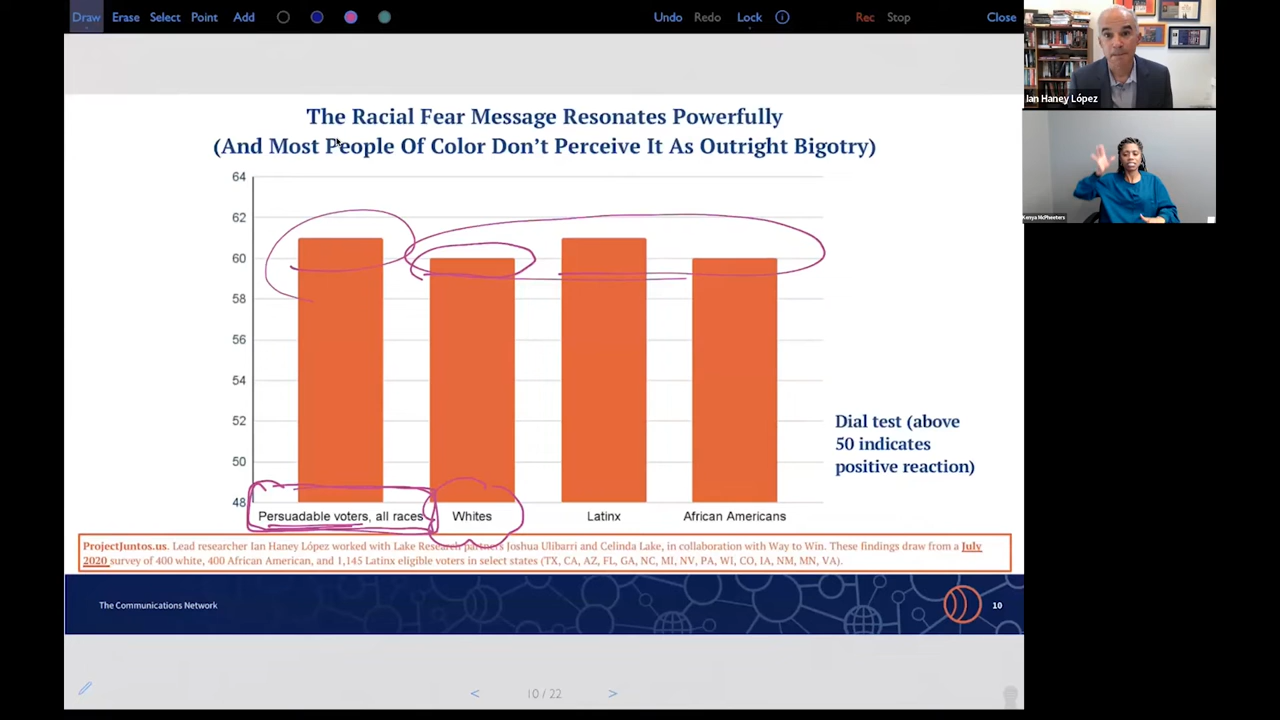 Draw Erase Select Point Add Undo Redo Lock Rec Stop Close
Ian Haney López
Kenya McPheeters
The Racial Fear Message Resonates Powerfully
(And Most People Of Color Don't Perceive It As Outright Bigotry)
64
62
60
58
56
54
52
50
48
Dial test (above
50 indicates
positive reaction)
Persuadable voters, all races Whites Latinx African Americans
ProjectJuntos.us. Lead researcher Ian Haney López worked with Lake Research partners Joshua Ulibarri and Celinda Lake, in collaboration with Way to Win. These findings draw from a July
2020 survey of 400 white, 400 African American, and 1,145 Latinx eligible voters in select states (TX, CA, AZ, FL, GA, NC, MI, NV, PA, WI, CO, IA, NM, MN, VA).
The Communications Network
10
< 10 / 22 >